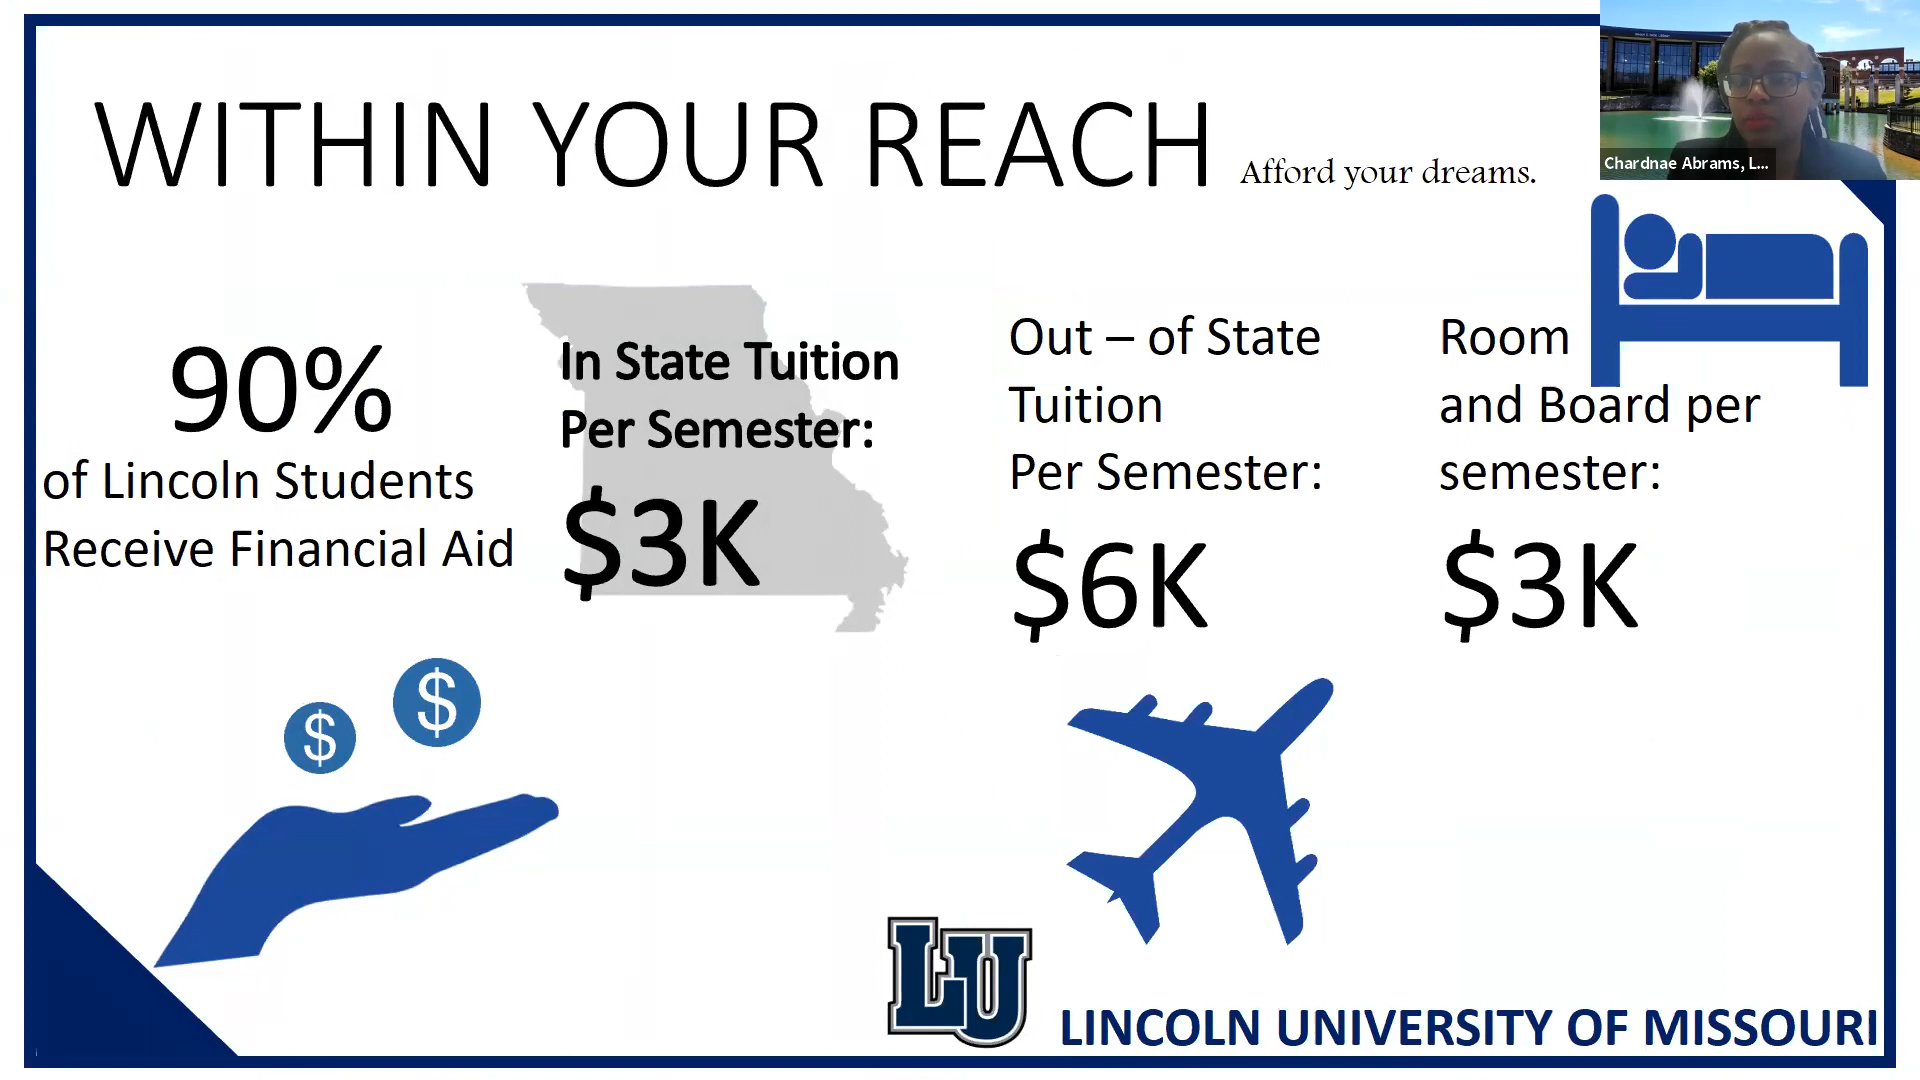 WITHIN YOUR REACH Afford your dreams.
Chardnae Abrams, L...
90%
of Lincoln Students
Receive Financial Aid
In State Tuition
Per Semester:
$3K
Out – of State
Tuition
Per Semester:
$6K
Room
and Board per
semester:
$3K
$ $
LU
LINCOLN UNIVERSITY OF MISSOURI